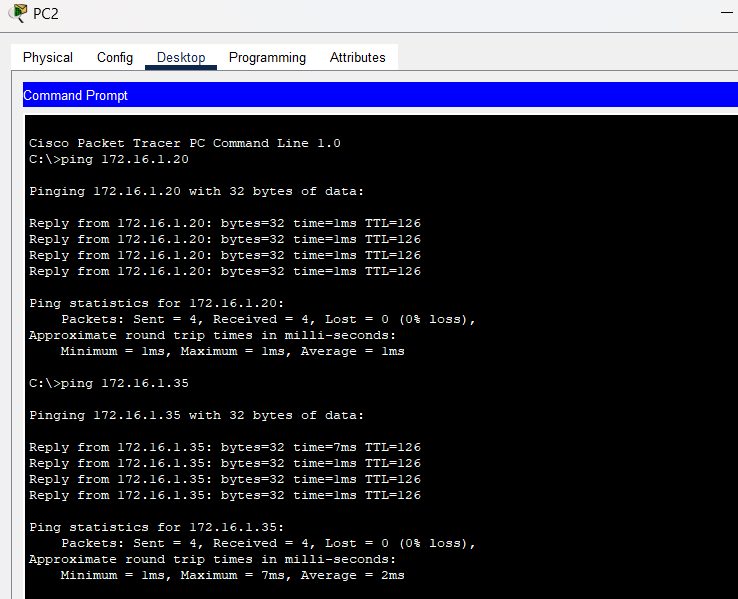 PC2
Physical Config Desktop Programming Attributes
Command Prompt
Cisco Packet Tracer PC Command Line 1.0
C:\>ping 172.16.1.20
Pinging 172.16.1.20 with 32 bytes of data:
Reply from 172.16.1.20: bytes=32 time=1ms TTL=126
Reply from 172.16.1.20: bytes=32 time=1ms TTL=126
Reply from 172.16.1.20: bytes=32 time=1ms TTL=126
Reply from 172.16.1.20: bytes=32 time=1ms TTL=126
Ping statistics for 172.16.1.20:
Packets: Sent = 4, Received = 4, Lost = 0 (0% loss),
Approximate round trip times in milli-seconds:
Minimum = 1ms, Maximum = 1ms, Average = 1ms
C:\>ping 172.16.1.35
Pinging 172.16.1.35 with 32 bytes of data:
Reply from 172.16.1.35: bytes=32 time=7ms TTL=126
Reply from 172.16.1.35: bytes=32 time=1ms TTL=126
Reply from 172.16.1.35: bytes=32 time=1ms TTL=126
Reply from 172.16.1.35: bytes=32 time=1ms TTL=126
Ping statistics for 172.16.1.35:
Packets: Sent = 4, Received = 4, Lost = 0 (0% loss),
Approximate round trip times in milli-seconds:
Minimum = 1ms, Maximum = 7ms, Average = 2ms